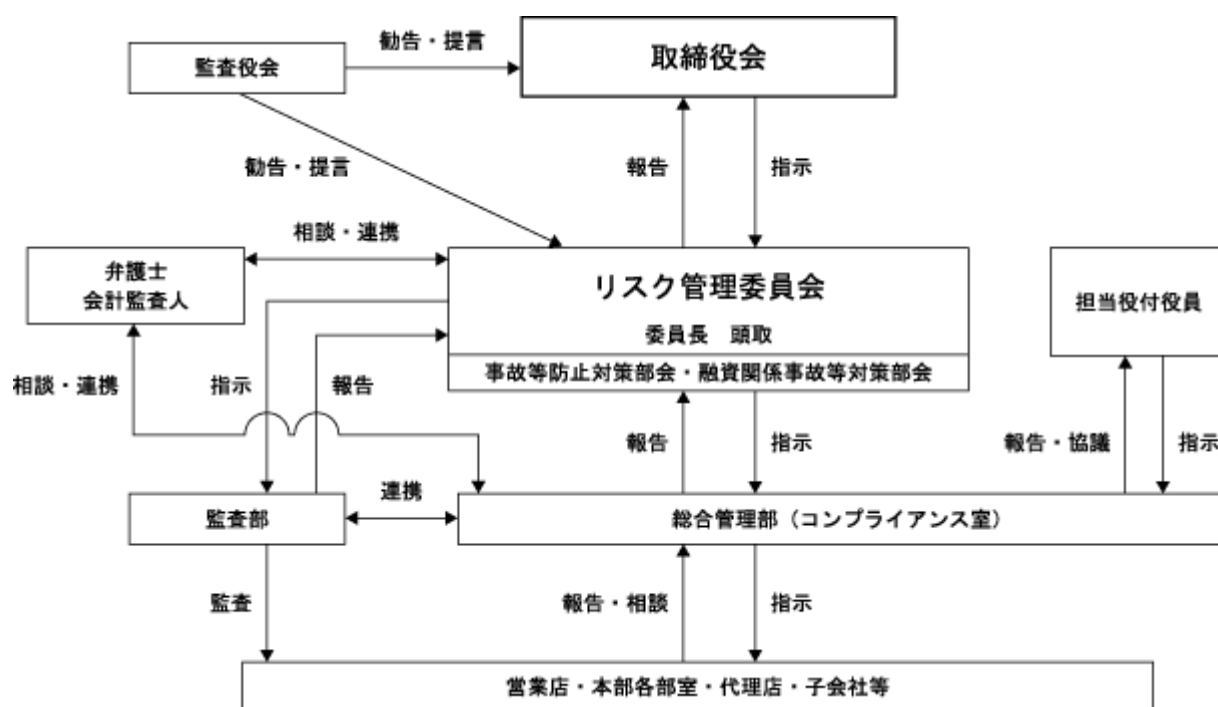 勧告・提言
取締役会
監査役会
勧告・提言
報告
指示
相談・連携
弁護士
会計監査人
リスク管理委員会
委員長　頭取
事故等防止対策部会・融資関係事故等対策部会
担当役付役員
相談・連携
指示
報告
報告
指示
報告・協議
指示
連携
監査部
総合管理部（コンプライアンス室）
監査
報告・相談
指示
営業店・本部各部室・代理店・子会社等